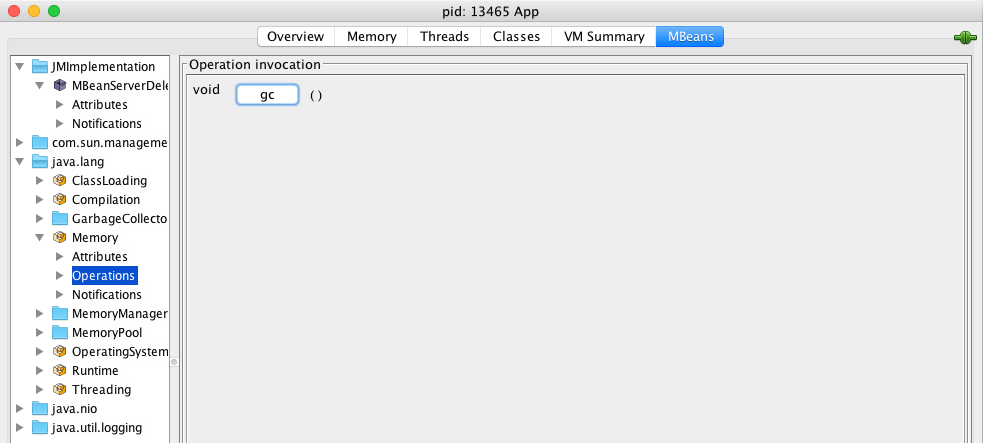 pid: 13465 App
Overview Memory Threads Classes VM Summary MBeans
JMImplementation
MBeanServerDele
Attributes
Notifications
com.sun.manageme
java.lang
ClassLoading
Compilation
GarbageCollecto
Memory
Attributes
Operations
Notifications
MemoryManager
MemoryPool
OperatingSystem
Runtime
Threading
java.nio
java.util.logging
Operation invocation
void gc ()